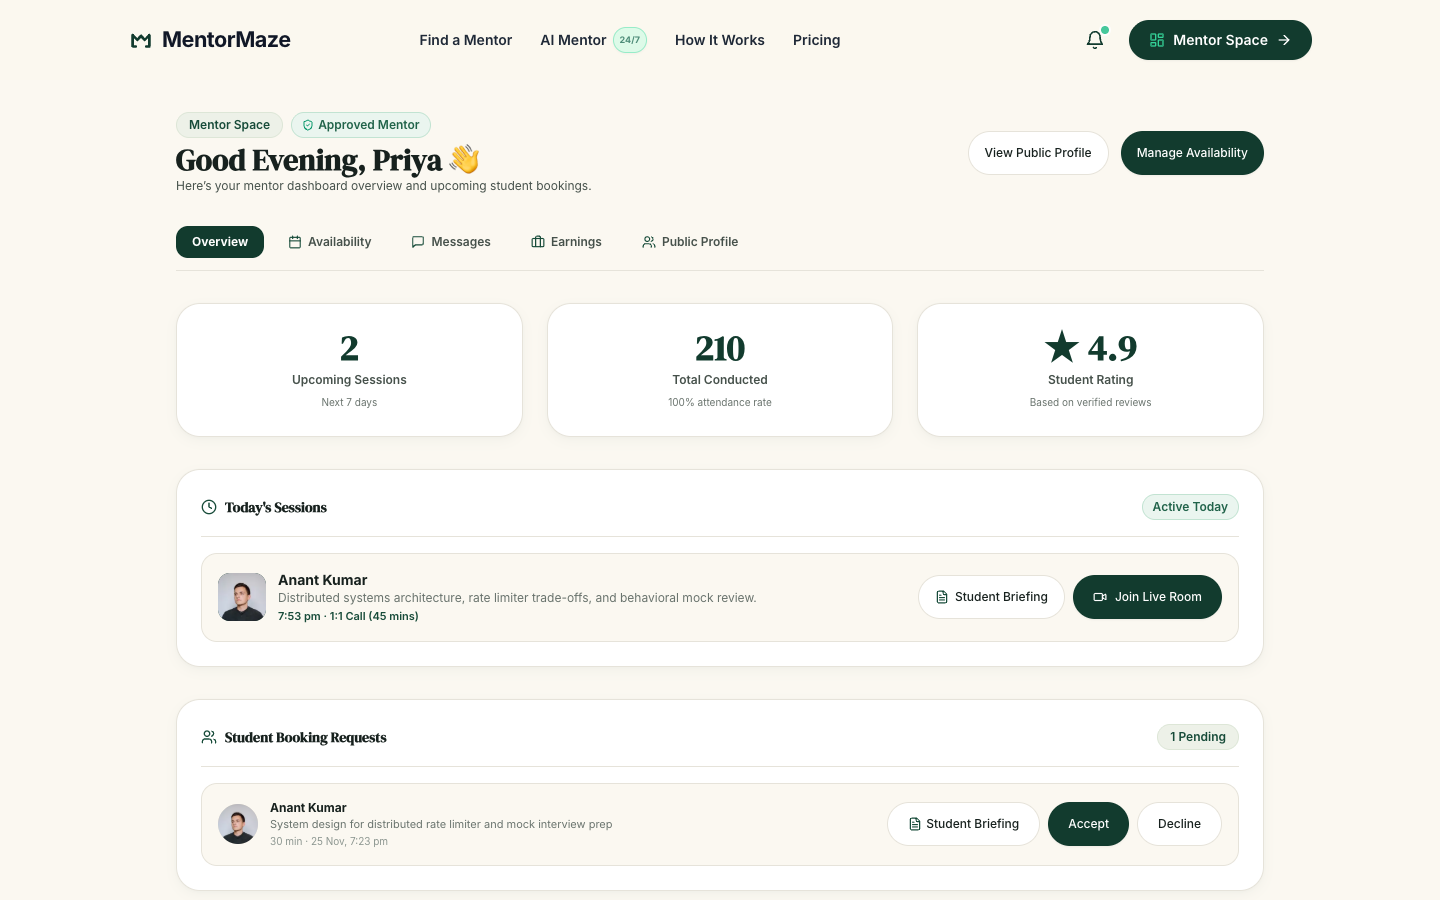 MentorMaze
Find a Mentor
AI Mentor
24/7
How It Works
Pricing
Mentor Space
Mentor Space
Approved Mentor
Good Evening, Priya 👋
Here's your mentor dashboard overview and upcoming student bookings.
View Public Profile
Manage Availability
Overview
Availability
Messages
Earnings
Public Profile
2
Upcoming Sessions
Next 7 days
210
Total Conducted
100% attendance rate
★ 4.9
Student Rating
Based on verified reviews
Today's Sessions
Active Today
Anant Kumar
Distributed systems architecture, rate limiter trade-offs, and behavioral mock review.
7:53 pm · 1:1 Call (45 mins)
Student Briefing
Join Live Room
Student Booking Requests
1 Pending
Anant Kumar
System design for distributed rate limiter and mock interview prep
30 min · 25 Nov, 7:23 pm
Student Briefing
Accept
Decline